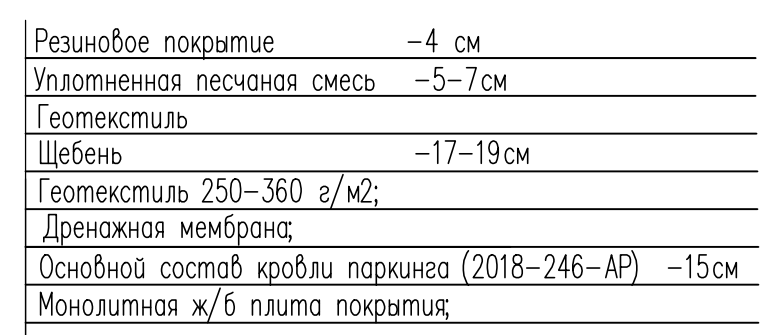 Резиновое покрытие -4 см
Уплотненная песчаная смесь -5-7см
Геотекстиль
Щебень -17-19см
Геотекстиль 250-360 г/м2;
Дренажная мембрана;
Основной состав кровли паркинга (2018-246-АР) -15см
Монолитная ж/б плита покрытия;